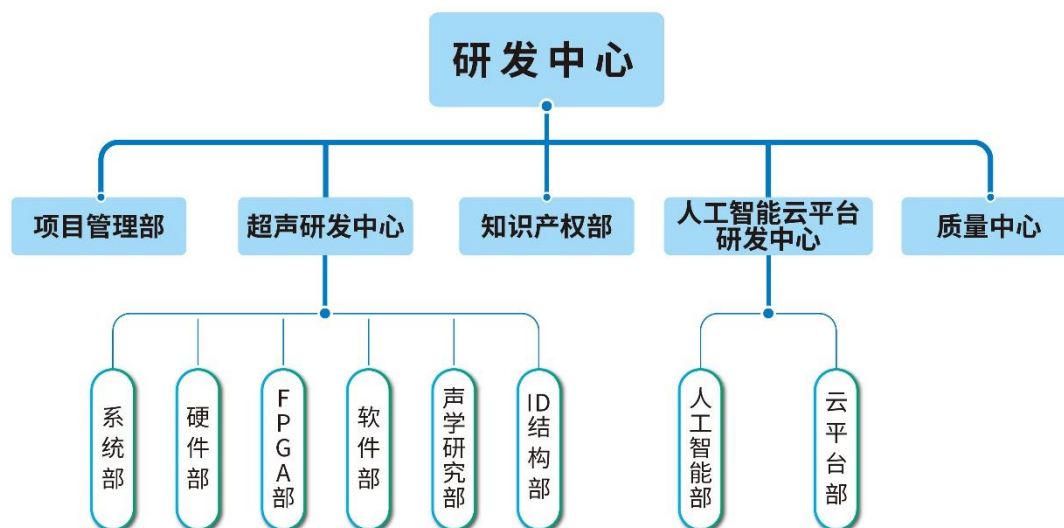 研发中心
项目管理部
超声研发中心
知识产权部
人工智能云平台
研发中心
质量中心
系统部
硬件部
FPGA部
软件部
声学研究部
ID结构部
人工智能部
云平台部